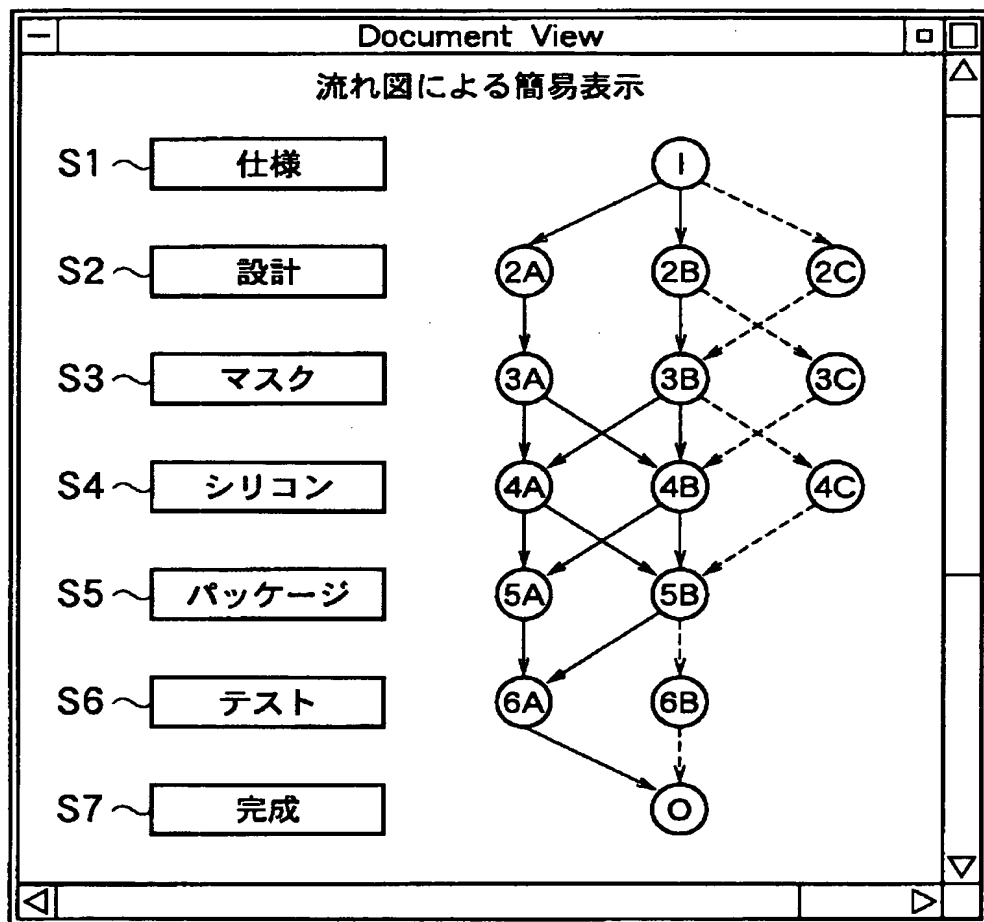 Document View
流れ図による簡易表示
S1 仕様 I
S2 設計 2A 2B 2C
S3 マスク 3A 3B 3C
S4 シリコン 4A 4B 4C
S5 パッケージ 5A 5B
S6 テスト 6A 6B
S7 完成 O